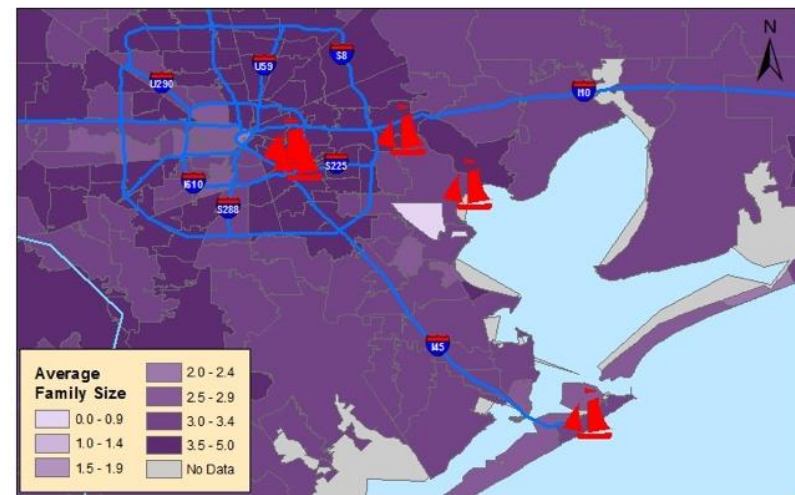 N
U59
S8
U290
I10
S225
I610
S288
I45
Average
Family Size
0.0 - 0.9
1.0 - 1.4
1.5 - 1.9
2.0 - 2.4
2.5 - 2.9
3.0 - 3.4
3.5 - 5.0
No Data